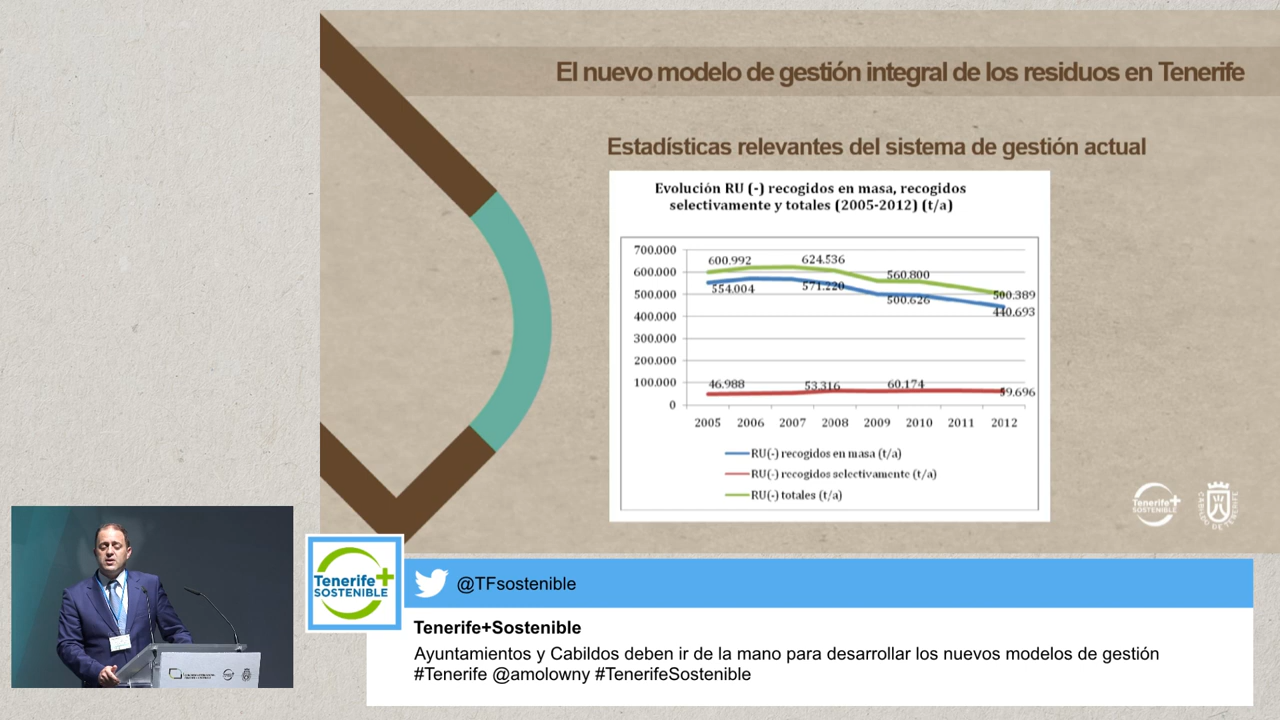 El nuevo modelo de gestión integral de los residuos en Tenerife
Estadísticas relevantes del sistema de gestión actual
Evolución RU (-) recogidos en masa, recogidos
selectivamente y totales (2005-2012) (t/a)
700.000
600.000
500.000
400.000
300.000
200.000
100.000
0
600.992
624.536
560.800
500.389
554.004
571.220
500.626
440.693
46.988
53.316
60.174
59.696
2005 2006 2007 2008 2009 2010 2011 2012
RU(-) recogidos en masa (t/a)
RU(-) recogidos selectivamente (t/a)
RU(-) totales (t/a)
Tenerife+
SOSTENIBLE
CABILDO DE TENERIFE
Tenerife+
SOSTENIBLE
@TFsostenible
Tenerife+Sostenible
Ayuntamientos y Cabildos deben ir de la mano para desarrollar los nuevos modelos de gestión
#Tenerife @amolowny #TenerifeSostenible